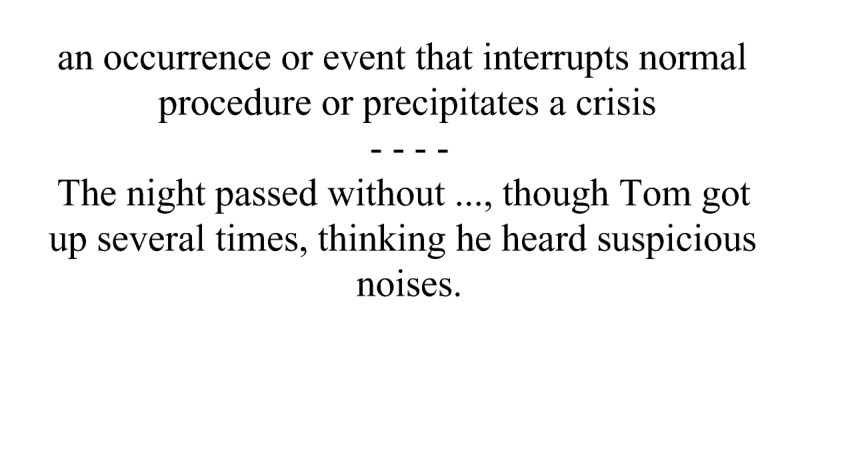 an occurrence or event that interrupts normal
procedure or precipitates a crisis
- - - -
The night passed without ..., though Tom got
up several times, thinking he heard suspicious
noises.